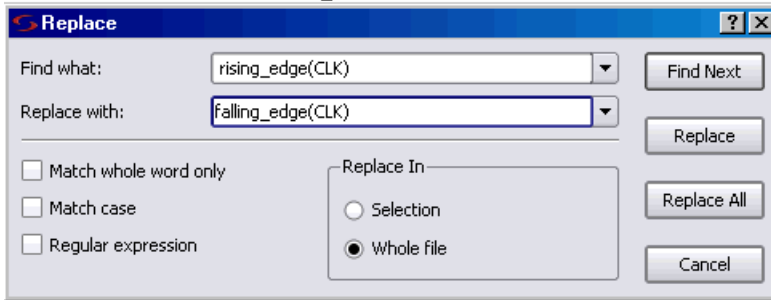 Replace
Find what:
rising_edge(CLK)
Find Next
Replace with:
falling_edge(CLK)
Replace
Match whole word only
Replace In
Match case
Selection
Replace All
Regular expression
Whole file
Cancel